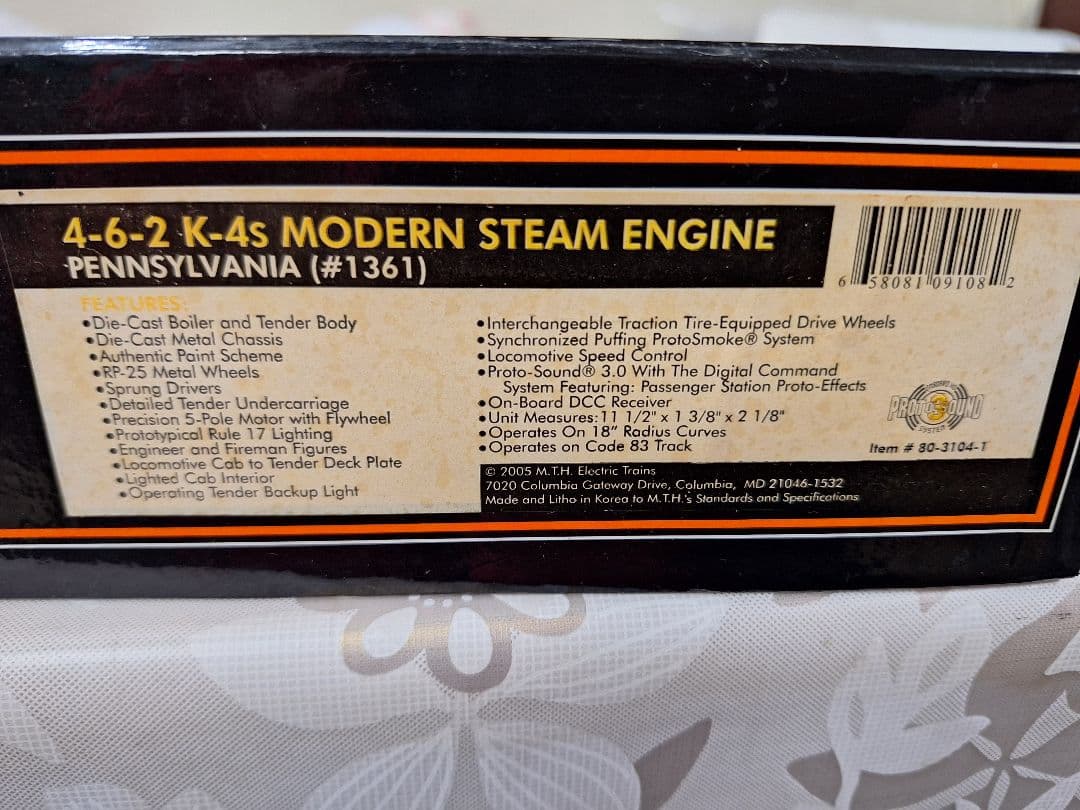 4-6-2 K-4s MODERN STEAM ENGINE
PENNSYLVANIA (#1361)
6 58081 09108 2
FEATURES:
•Die-Cast Boiler and Tender Body
•Die-Cast Metal Chassis
•Authentic Paint Scheme
•RP-25 Metal Wheels
•Sprung Drivers
•Detailed Tender Undercarriage
•Precision 5-Pole Motor with Flywheel
•Prototypical Rule 17 Lighting
•Engineer and Fireman Figures
•Locomotive Cab to Tender Deck Plate
•Lighted Cab Interior
•Operating Tender Backup Light
•Interchangeable Traction Tire-Equipped Drive Wheels
•Synchronized Puffing ProtoSmoke® System
•Locomotive Speed Control
•Proto-Sound® 3.0 With The Digital Command
System Featuring: Passenger Station Proto-Effects
•On-Board DCC Receiver
•Unit Measures: 11 1/2" x 1 3/8" x 2 1/8"
•Operates On 18" Radius Curves
•Operates on Code 83 Track
PROTO SOUND
3
SYSTEM
Item # 80-3104-1
© 2005 M.T.H. Electric Trains
7020 Columbia Gateway Drive, Columbia, MD 21046-1532
Made and Litho in Korea to M.T.H.'s Standards and Specifications